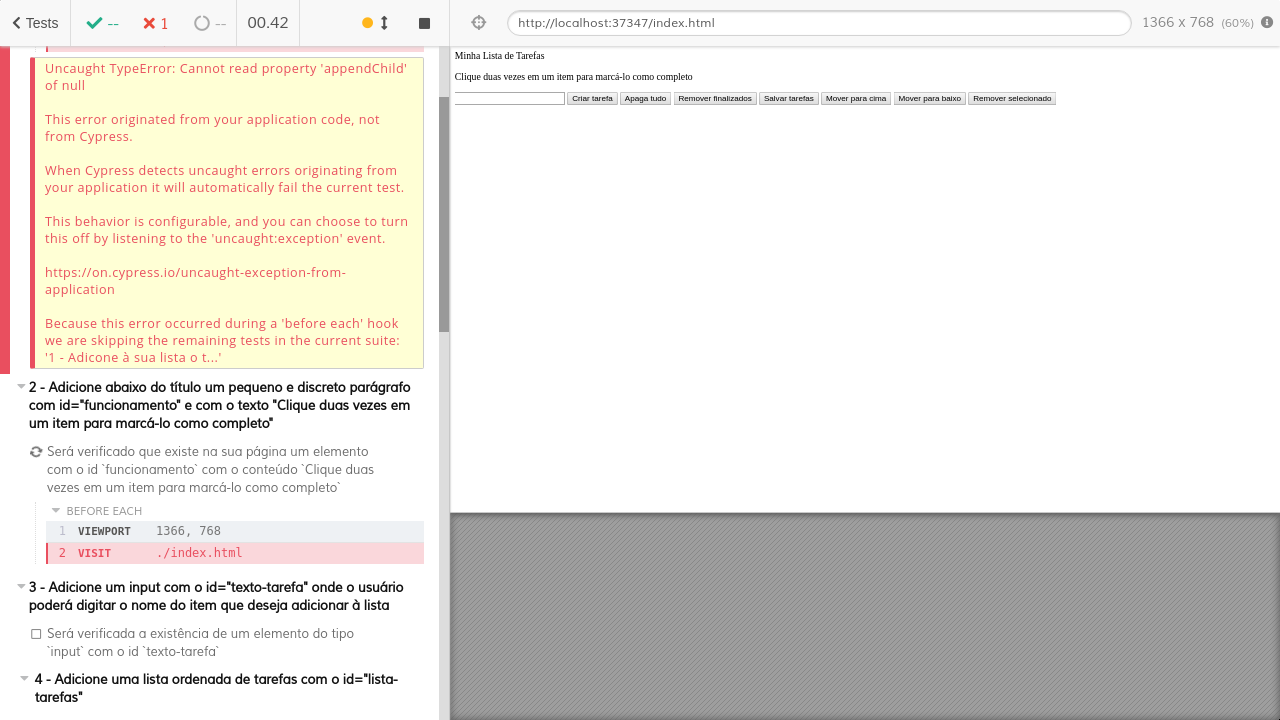 Tests
--
1
--
00.42
http://localhost:37347/index.html
1366 x 768 (60%)
Uncaught TypeError: Cannot read property 'appendChild'
of null
This error originated from your application code, not
from Cypress.
When Cypress detects uncaught errors originating from
your application it will automatically fail the current test.
This behavior is configurable, and you can choose to turn
this off by listening to the 'uncaught:exception' event.
https://on.cypress.io/uncaught-exception-from-
application
Because this error occurred during a 'before each' hook
we are skipping the remaining tests in the current suite:
'1 - Adicone à sua lista o t...'
2 - Adicione abaixo do título um pequeno e discreto parágrafo
com id="funcionamento" e com o texto "Clique duas vezes em
um item para marcá-lo como completo"
Será verificado que existe na sua página um elemento
com o id `funcionamento` com o conteúdo `Clique duas
vezes em um item para marcá-lo como completo`
BEFORE EACH
1 VIEWPORT 1366, 768
2 VISIT ./index.html
3 - Adicione um input com o id="texto-tarefa" onde o usuário
poderá digitar o nome do item que deseja adicionar à lista
Será verificada a existência de um elemento do tipo
`input` com o id `texto-tarefa`
4 - Adicione uma lista ordenada de tarefas com o id="lista-
tarefas"
Minha Lista de Tarefas
Clique duas vezes em um item para marcá-lo como completo
Criar tarefa Apaga tudo Remover finalizados Salvar tarefas Mover para cima Mover para baixo Remover selecionado